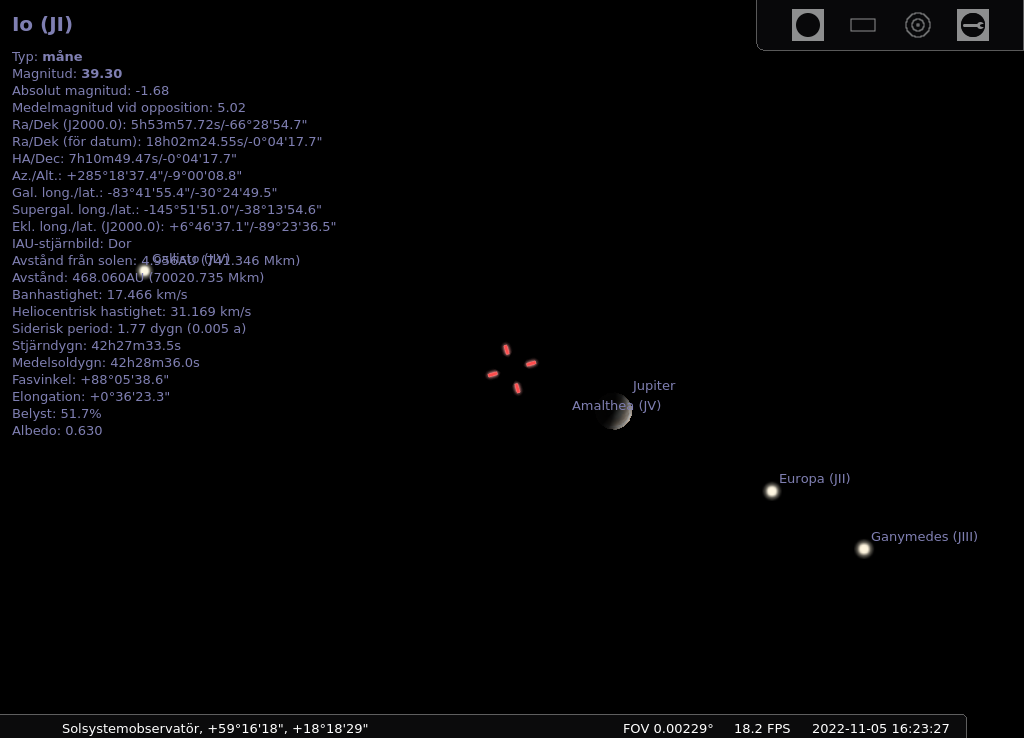 Io (JI)
Typ: måne
Magnitud: 39.30
Absolut magnitud: -1.68
Medelmagnitud vid opposition: 5.02
Ra/Dek (J2000.0): 5h53m57.72s/-66°28'54.7"
Ra/Dek (för datum): 18h02m24.55s/-0°04'17.7"
HA/Dec: 7h10m49.47s/-0°04'17.7"
Az./Alt.: +285°18'37.4"/-9°00'08.8"
Gal. long./lat.: -83°41'55.4"/-30°24'49.5"
Supergal. long./lat.: -145°51'51.0"/-38°13'54.6"
Ekl. long./lat. (J2000.0): +6°46'37.1"/-89°23'36.5"
IAU-stjärnbild: Dor
Callisto (JIV)
Avstånd från solen: 4.956AU (741.346 Mkm)
Avstånd: 468.060AU (70020.735 Mkm)
Banhastighet: 17.466 km/s
Heliocentrisk hastighet: 31.169 km/s
Siderisk period: 1.77 dygn (0.005 a)
Stjärndygn: 42h27m33.5s
Medelsoldygn: 42h28m36.0s
Fasvinkel: +88°05'38.6"
Elongation: +0°36'23.3"
Belyst: 51.7%
Albedo: 0.630
Jupiter
Amalthea (JV)
Europa (JII)
Ganymedes (JIII)
Solsystemobservatör, +59°16'18", +18°18'29" FOV 0.00229° 18.2 FPS 2022-11-05 16:23:27